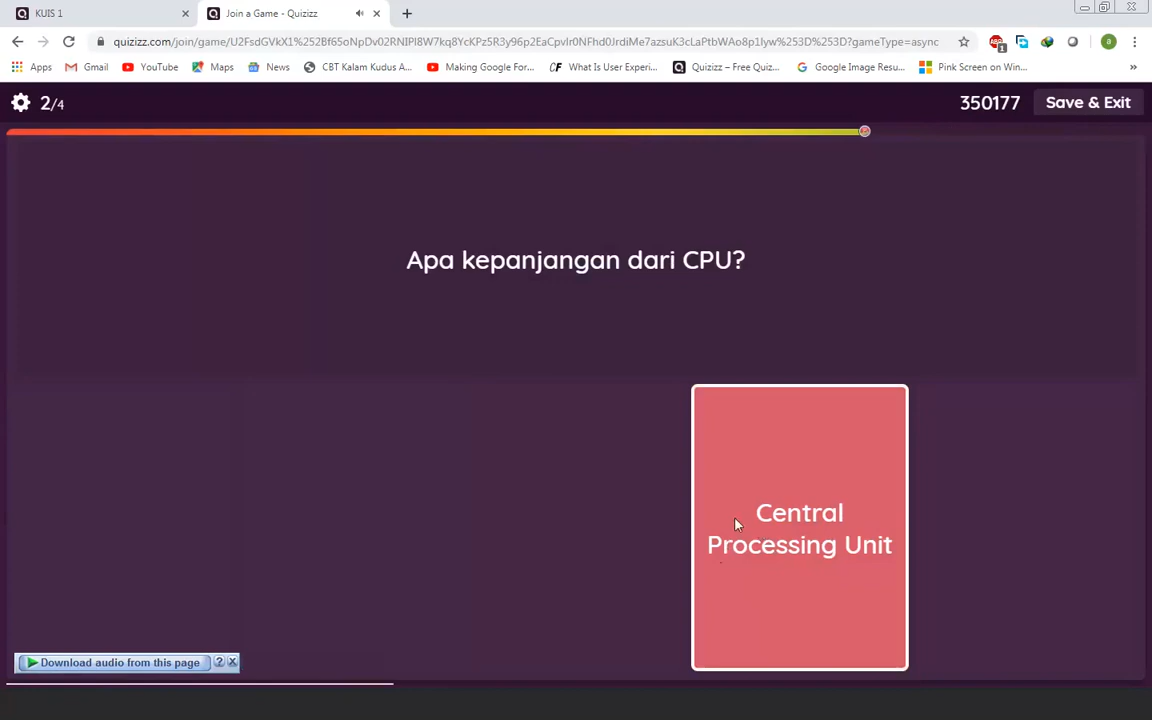 KUIS 1
Join a Game - Quizizz
quizizz.com/join/game/U2FsdGVkX1%252Bf65oNpDv02RNIPl8W7kq8YcKPz5R3y96p2EaCpvIr0NFhd0JrdiMe7azsuK3cLaPtbWAo8p1lyw%253D%253D?gameType=async
Apps
Gmail
YouTube
Maps
News
CBT Kalam Kudus A...
Making Google For...
What Is User Experi...
Quizizz – Free Quiz...
Google Image Resu...
Pink Screen on Win...
2/4
350177
Save & Exit
Apa kepanjangan dari CPU?
Central
Processing Unit
Download audio from this page